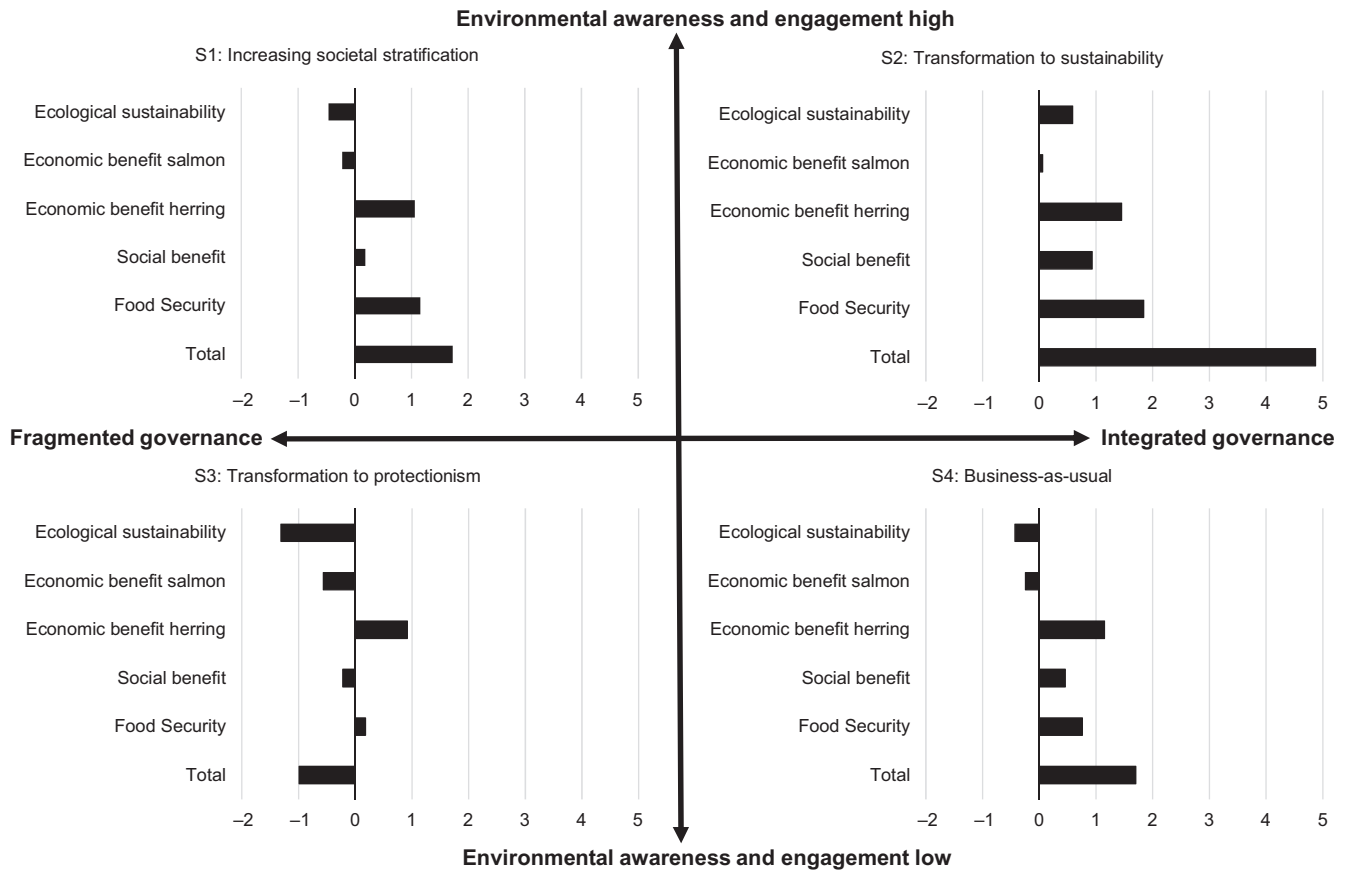 Environmental awareness and engagement high
S1: Increasing societal stratification
Ecological sustainability
Economic benefit salmon
Economic benefit herring
Social benefit
Food Security
Total
–2 –1 0 1 2 3 4 5
S2: Transformation to sustainability
Ecological sustainability
Economic benefit salmon
Economic benefit herring
Social benefit
Food Security
Total
–2 –1 0 1 2 3 4 5
Fragmented governance
Integrated governance
S3: Transformation to protectionism
Ecological sustainability
Economic benefit salmon
Economic benefit herring
Social benefit
Food Security
Total
–2 –1 0 1 2 3 4 5
S4: Business-as-usual
Ecological sustainability
Economic benefit salmon
Economic benefit herring
Social benefit
Food Security
Total
–2 –1 0 1 2 3 4 5
Environmental awareness and engagement low